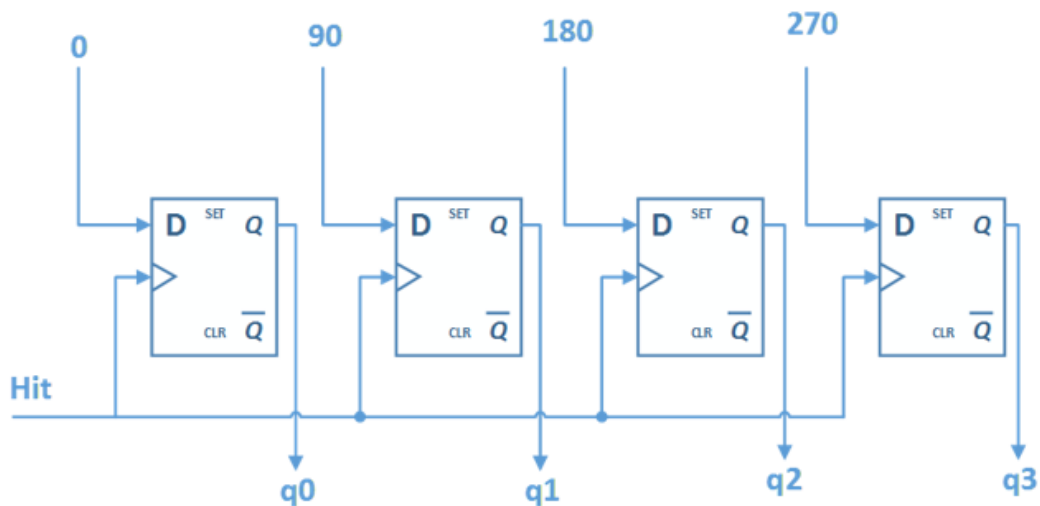 0
90
180
270
D SET Q
D SET Q
D SET Q
D SET Q
CLR Q̅
CLR Q̅
CLR Q̅
CLR Q̅
Hit
q0
q1
q2
q3